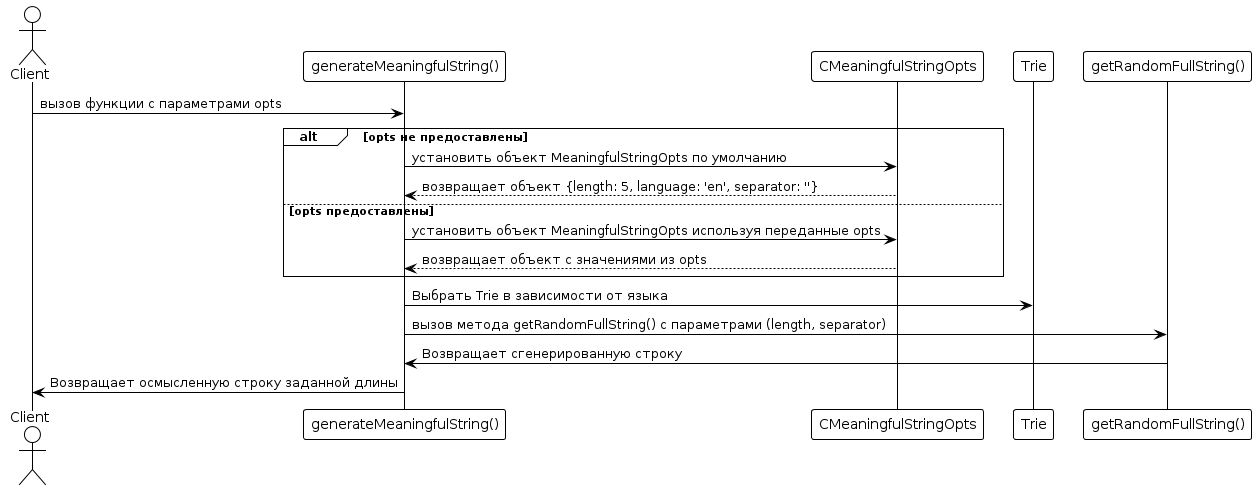 Client
generateMeaningfulString()
CMeaningfulStringOpts
Trie
getRandomFullString()
вызов функции с параметрами opts
alt
[opts не предоставлены]
установить объект MeaningfulStringOpts по умолчанию
возвращает объект {length: 5, language: 'en', separator: ''}
[opts предоставлены]
установить объект MeaningfulStringOpts используя переданные opts
возвращает объект с значениями из opts
Выбрать Trie в зависимости от языка
вызов метода getRandomFullString() с параметрами (length, separator)
Возвращает сгенерированную строку
Возвращает осмысленную строку заданной длины
Client
generateMeaningfulString()
CMeaningfulStringOpts
Trie
getRandomFullString()